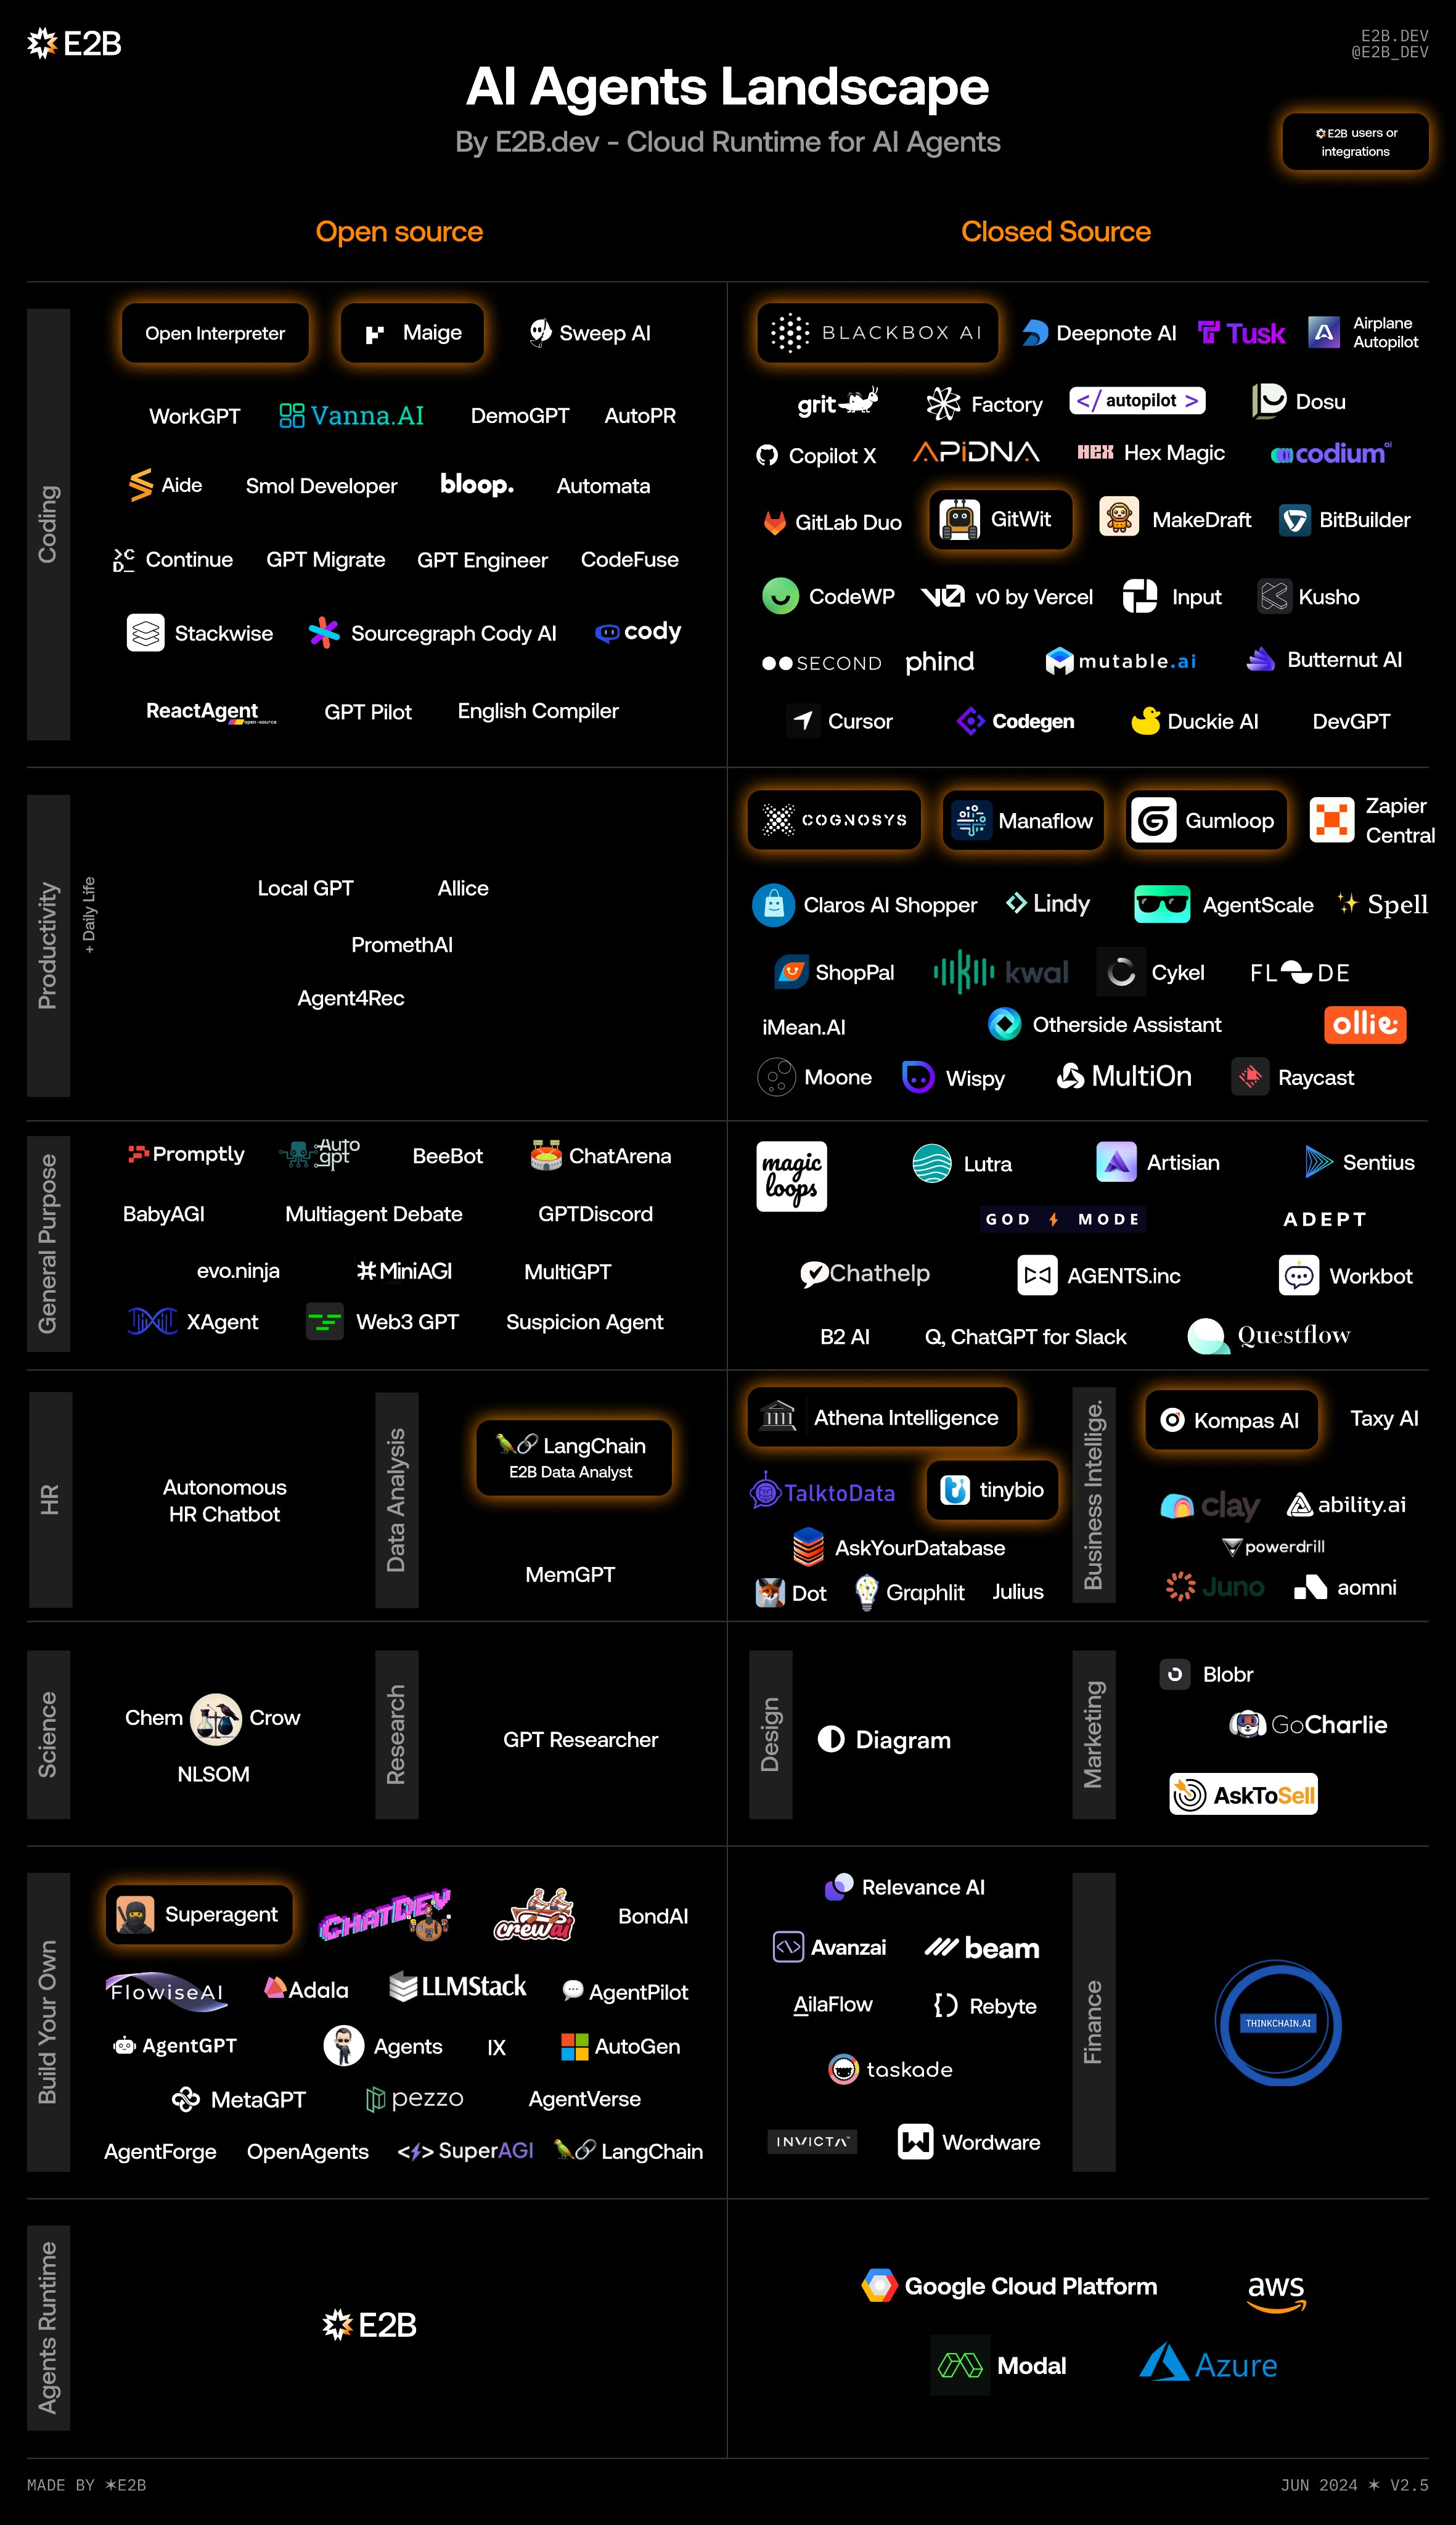 E2B
E2B.DEV
@E2B_DEV
AI Agents Landscape
By E2B.dev - Cloud Runtime for AI Agents
E2B users or
integrations
Open source
Closed Source
Coding
Open Interpreter
Maige
Sweep AI
WorkGPT
Vanna.AI
DemoGPT
AutoPR
Aide
Smol Developer
bloop.
Automata
Continue
GPT Migrate
GPT Engineer
CodeFuse
Stackwise
Sourcegraph Cody AI
cody
ReactAgent
open-source
GPT Pilot
English Compiler
BLACKBOX AI
Deepnote AI
Tusk
Airplane
Autopilot
grit
Factory
</ autopilot >
Dosu
Copilot X
APiDNA
HEX
Hex Magic
codium ai
GitLab Duo
GitWit
MakeDraft
BitBuilder
CodeWP
v0 by Vercel
Input
Kusho
SECOND
phind
mutable.ai
Butternut AI
Cursor
Codegen
Duckie AI
DevGPT
Productivity
+ Daily Life
Local GPT
Allice
PromethAI
Agent4Rec
COGNOSYS
Manaflow
Gumloop
Zapier
Central
Claros AI Shopper
Lindy
AgentScale
Spell
ShopPal
kwal
Cykel
FL DE
iMean.AI
Otherside Assistant
ollie:
Moone
Wispy
MultiOn
Raycast
General Purpose
Promptly
Auto
gpt
BeeBot
ChatArena
BabyAGI
Multiagent Debate
GPTDiscord
evo.ninja
#MiniAGI
MultiGPT
XAgent
Web3 GPT
Suspicion Agent
magic
loops
Lutra
Artisian
Sentius
GOD MODE
ADEPT
Chathelp
AGENTS.inc
Workbot
B2 AI
Q, ChatGPT for Slack
Questflow
HR
Autonomous
HR Chatbot
Data Analysis
LangChain
E2B Data Analyst
MemGPT
Athena Intelligence
TalktoData
tinybio
AskYourDatabase
Dot
Graphlit
Julius
Business Intellige.
Kompas AI
Taxy AI
clay
ability.ai
powerdrill
Juno
aomni
Science
Chem Crow
NLSOM
Research
GPT Researcher
Design
Diagram
Marketing
Blobr
GoCharlie
AskToSell
Build Your Own
Superagent
CHATDEV
crewai
BondAI
FlowiseAI
Adala
LLMStack
AgentPilot
AgentGPT
Agents
IX
AutoGen
MetaGPT
pezzo
AgentVerse
AgentForge
OpenAgents
<> SuperAGI
LangChain
Relevance AI
Avanzai
beam
AilaFlow
Rebyte
taskade
INVICTA
Wordware
Finance
THINKCHAIN.AI
Agents Runtime
E2B
Google Cloud Platform
aws
Modal
Azure
MADE BY ✶E2B
JUN 2024 ✶ V2.5